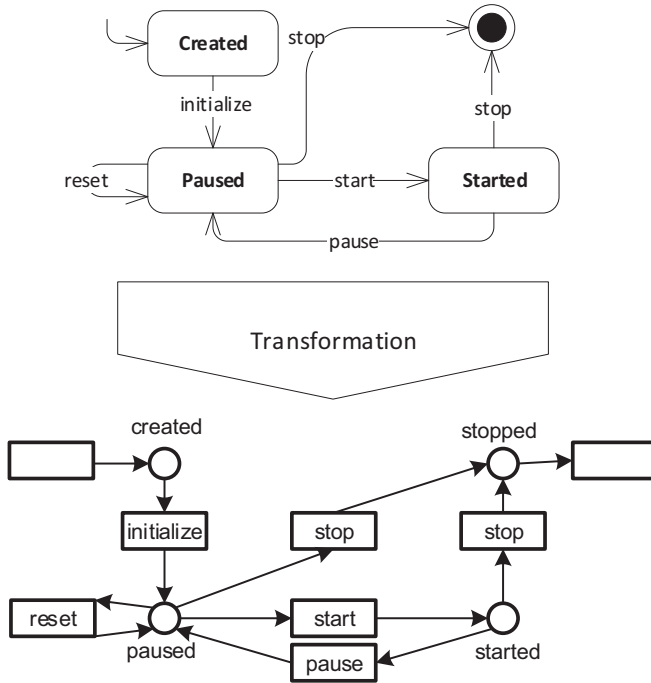 Created
stop
initialize
stop
reset
Paused
start
Started
pause
Transformation
created
stopped
initialize
stop
stop
reset
start
paused
started
pause